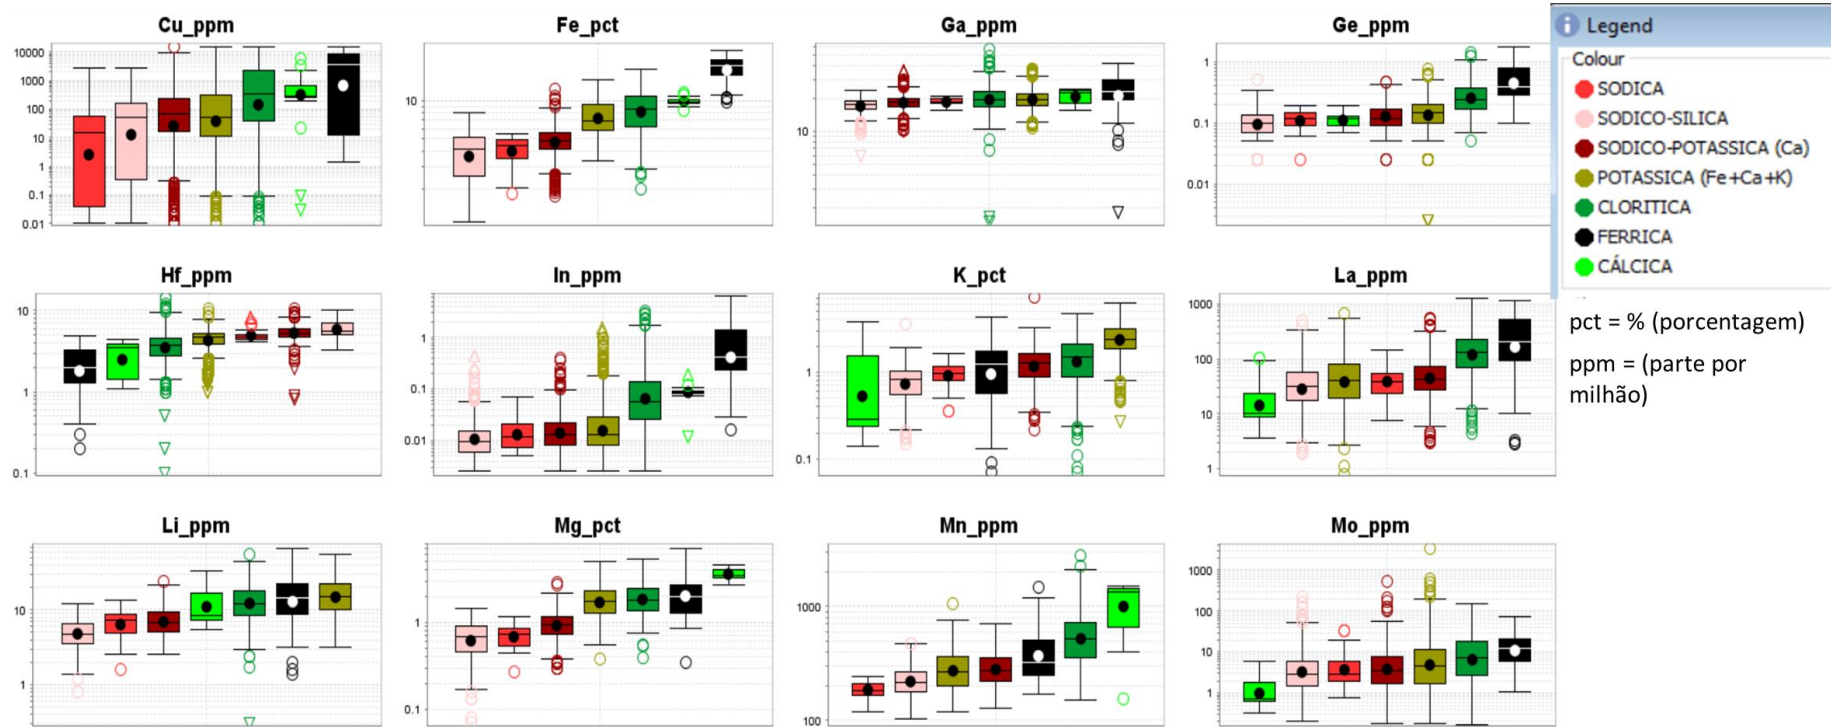 Cu_ppm
10000
1000
100
10
1
0.1
0.01
Fe_pct
10
Ga_ppm
10
Ge_ppm
1
0.1
0.01
Legend
Colour
SODICA
SODICO-SILICA
SODICO-POTASSICA (Ca)
POTASSICA (Fe+Ca+K)
CLORITICA
FERRICA
CÁLCICA
pct = % (porcentagem)
ppm = (parte por
milhão)
Hf_ppm
10
1
0.1
In_ppm
1
0.1
0.01
K_pct
1
0.1
La_ppm
1000
100
10
1
Li_ppm
10
1
Mg_pct
1
0.1
Mn_ppm
1000
100
Mo_ppm
1000
100
10
1